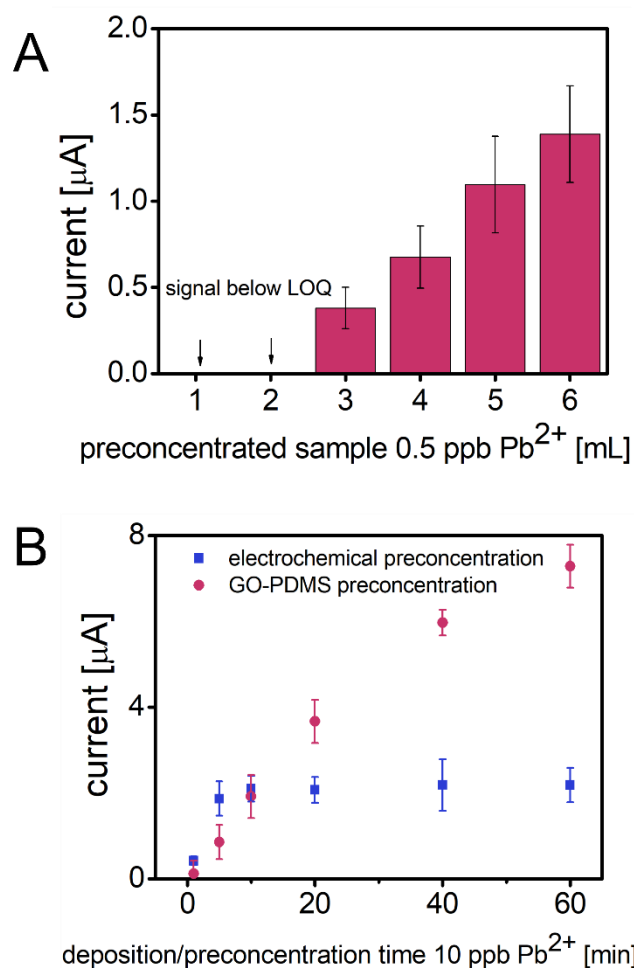 A
2.0
1.5
1.0
0.5
0.0
current [μA]
signal below LOQ
1 2 3 4 5 6
preconcentrated sample 0.5 ppb Pb²⁺ [mL]
B
8
4
0
current [μA]
electrochemical preconcentration
GO-PDMS preconcentration
0 20 40 60
deposition/preconcentration time 10 ppb Pb²⁺ [min]